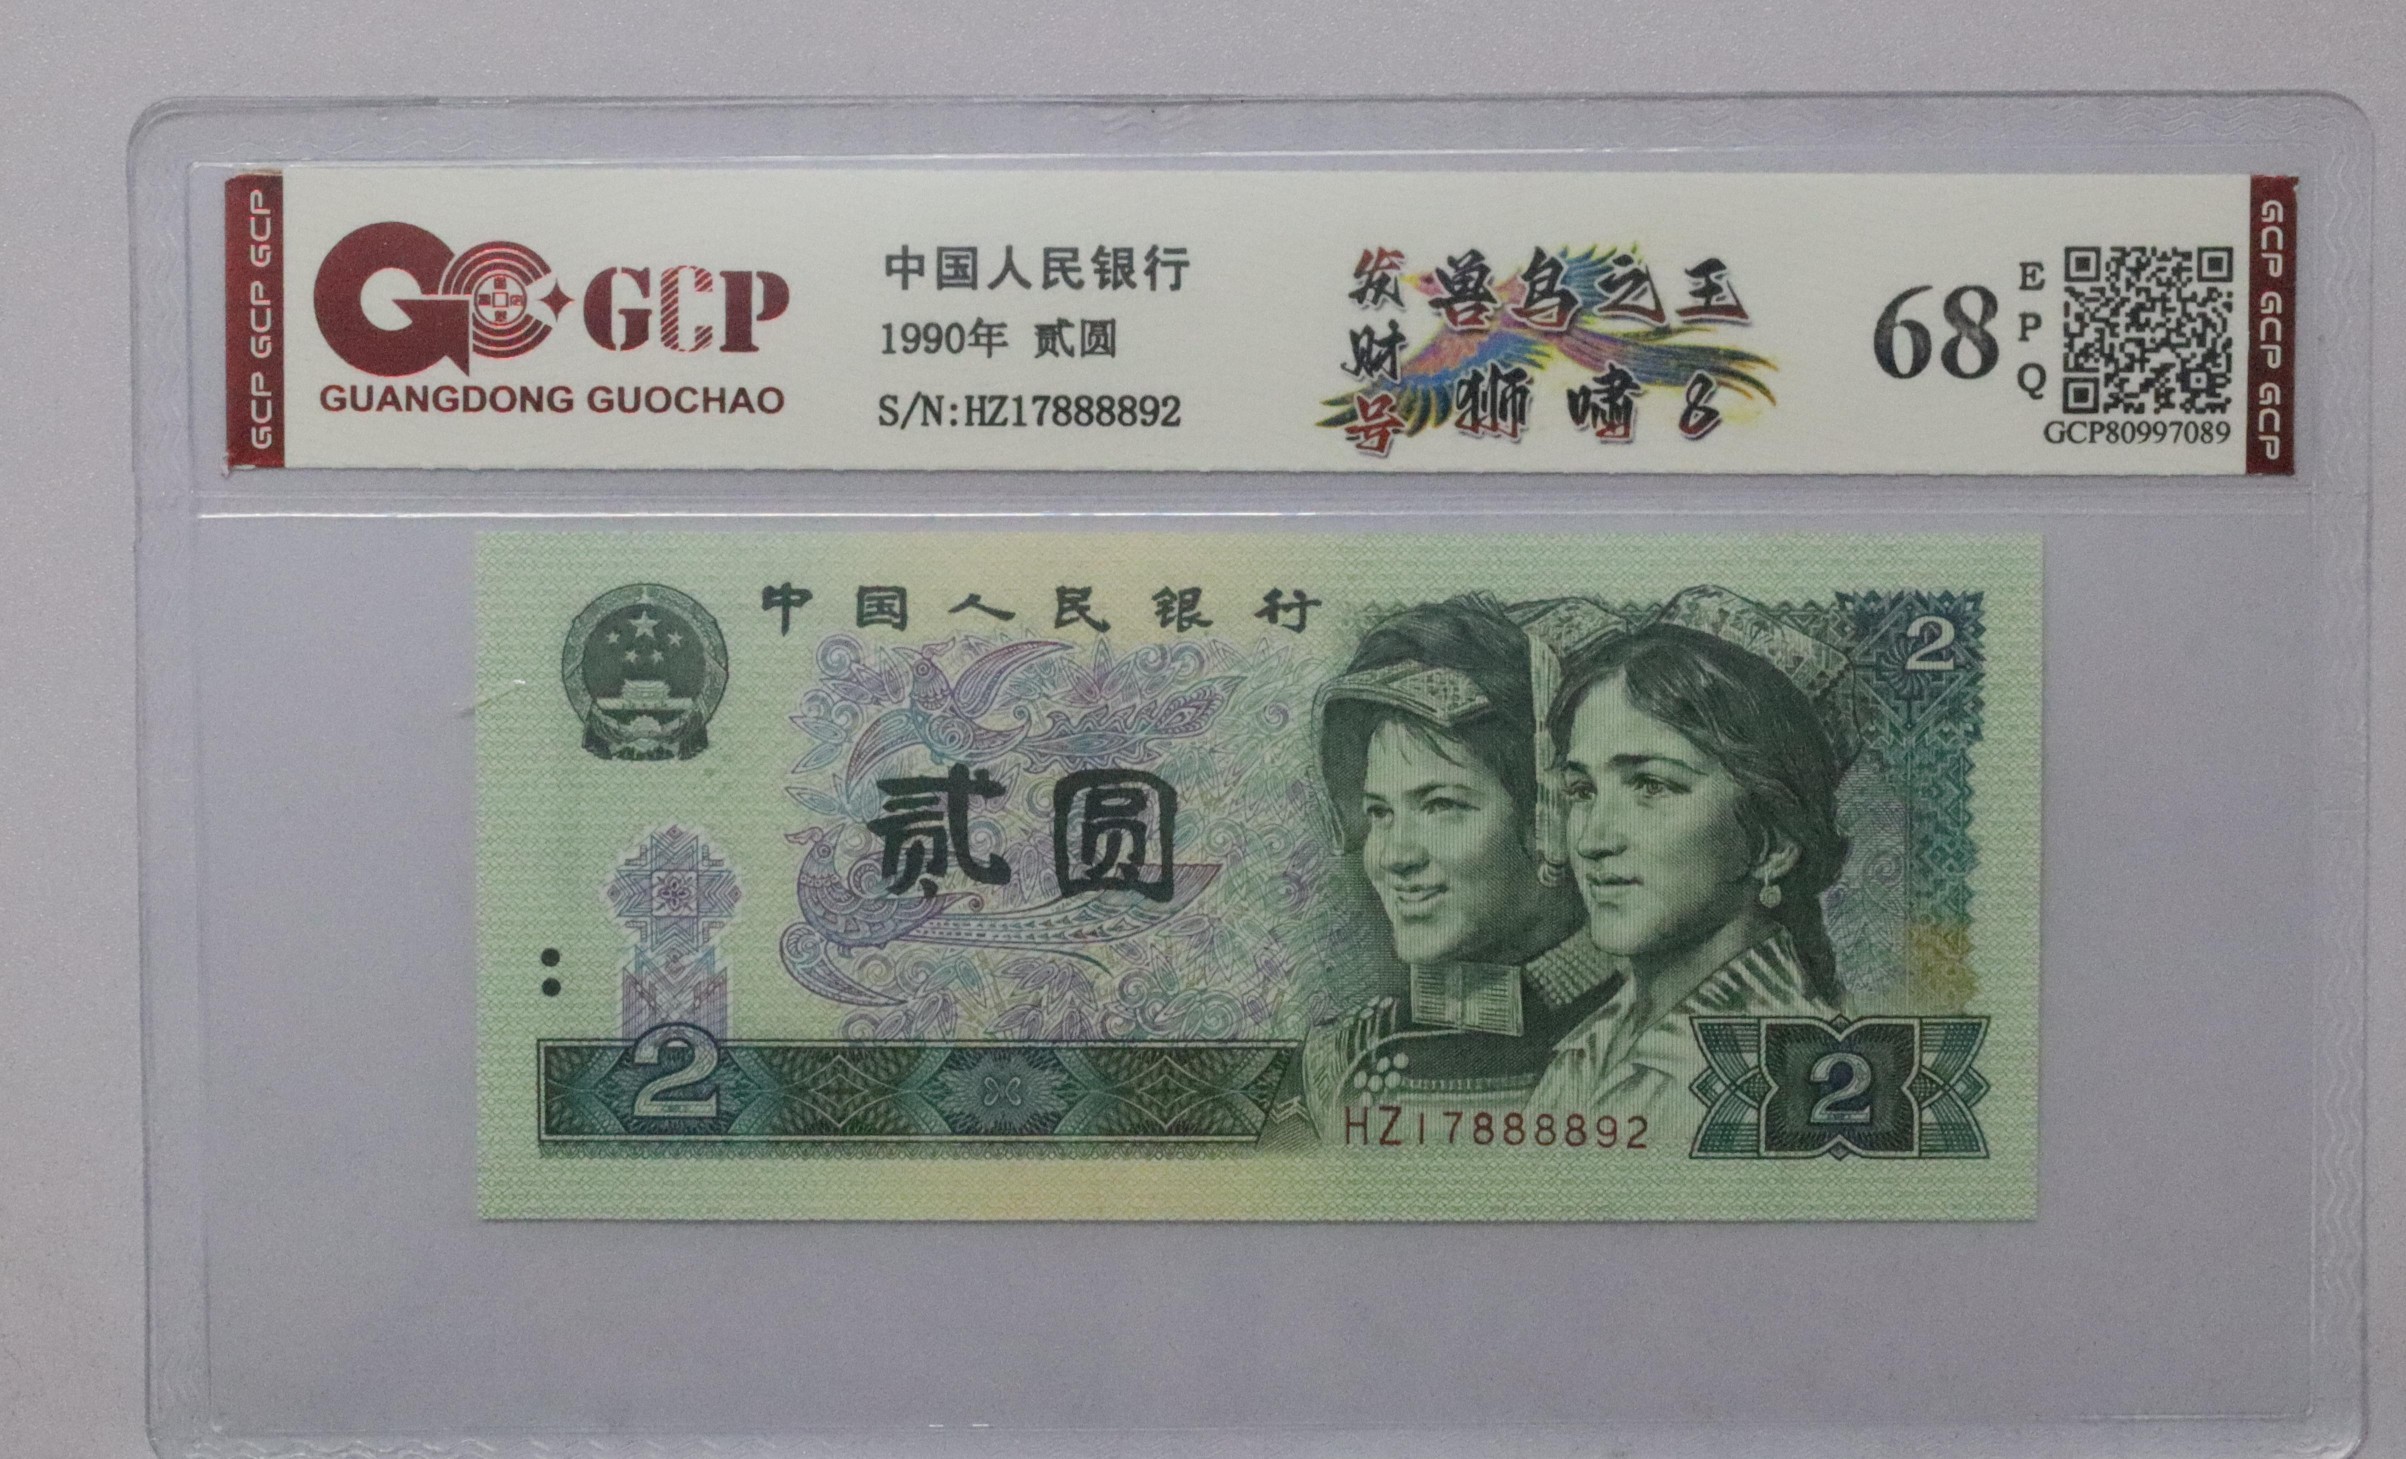 GCP GCP GCP
GCP
GUANGDONG GUOCHAO
中国人民银行
1990年 贰圆
S/N:HZ17888892
发财号
兽鸟之王
狮啸8
68
EPQ
GCP80997089
GCP GCP GCP
中国人民银行
2
贰圆
2
HZ17888892
2